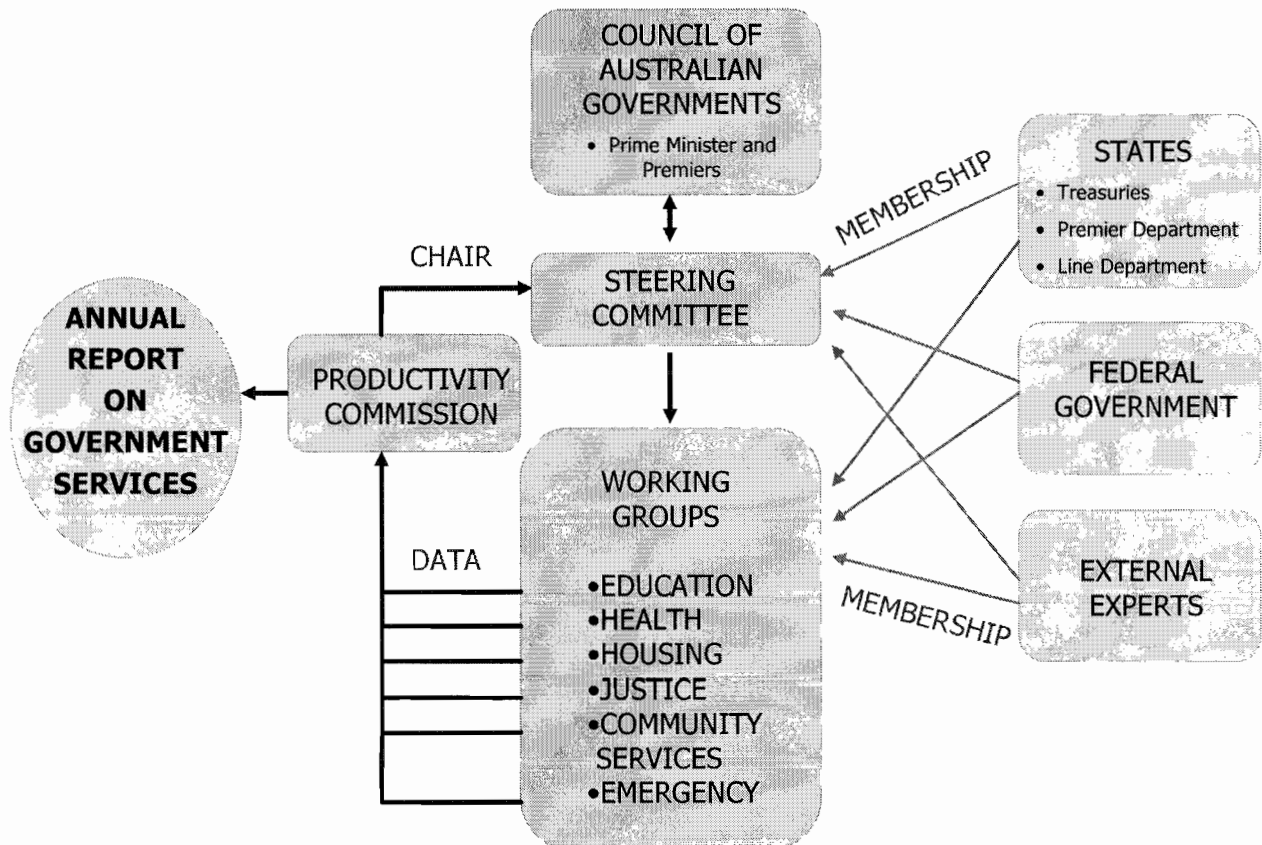 COUNCIL OF
AUSTRALIAN
GOVERNMENTS
• Prime Minister and
Premiers
STATES
• Treasuries
• Premier Department
• Line Department
MEMBERSHIP
CHAIR
STEERING
COMMITTEE
ANNUAL
REPORT
ON
GOVERNMENT
SERVICES
PRODUCTIVITY
COMMISSION
FEDERAL
GOVERNMENT
WORKING
GROUPS
DATA
•EDUCATION
•HEALTH
•HOUSING
•JUSTICE
•COMMUNITY
SERVICES
•EMERGENCY
MEMBERSHIP
EXTERNAL
EXPERTS